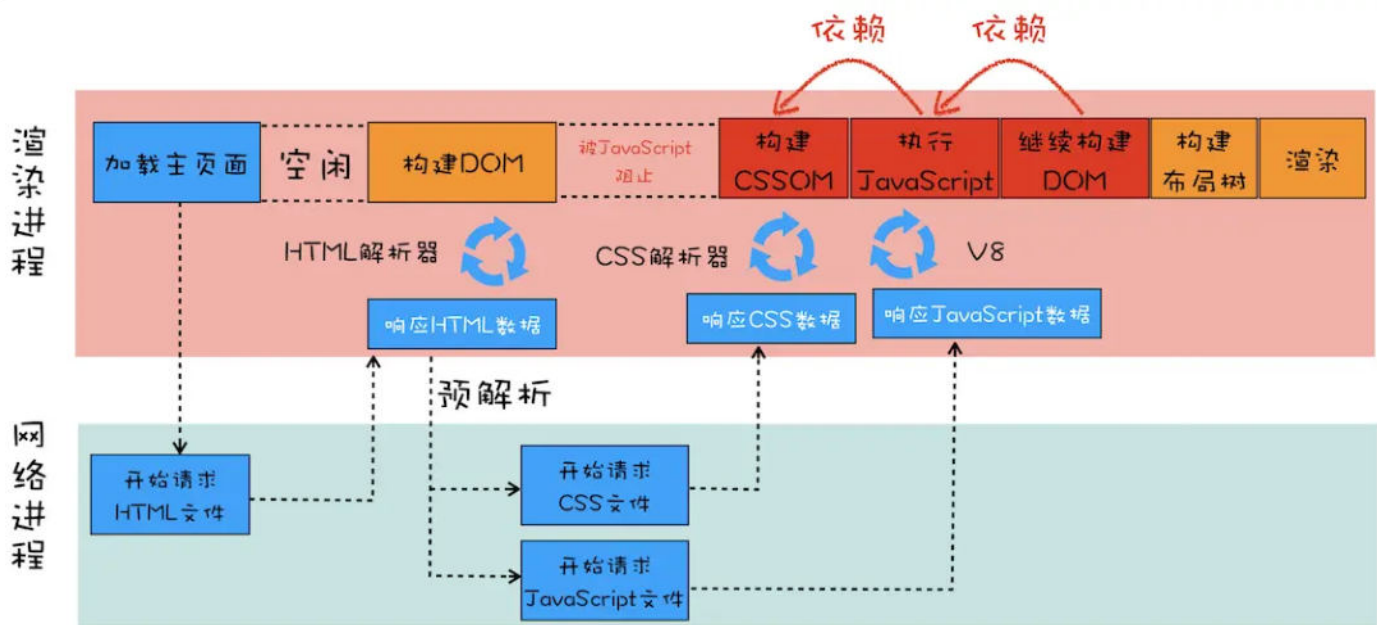 依赖
依赖
渲染进程
加载主页面
空闲
构建DOM
被JavaScript
阻止
构建
CSSOM
执行
JavaScript
继续构建
DOM
构建
布局树
渲染
HTML解析器
CSS解析器
V8
响应HTML数据
响应CSS数据
响应JavaScript数据
预解析
网络进程
开始请求
HTML文件
开始请求
CSS文件
开始请求
JavaScript文件